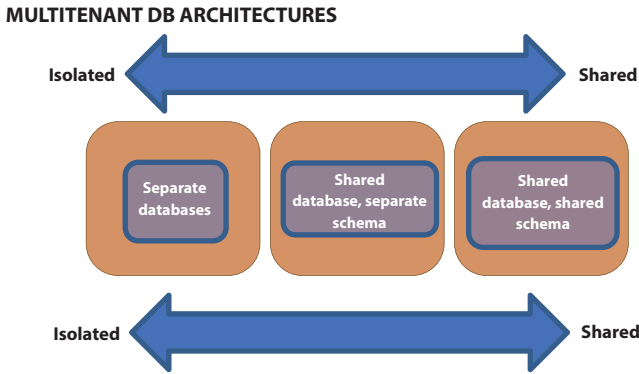 MULTITENANT DB ARCHITECTURES
Isolated
Shared
Separate
databases
Shared
database, separate
schema
Shared
database, shared
schema
Isolated
Shared